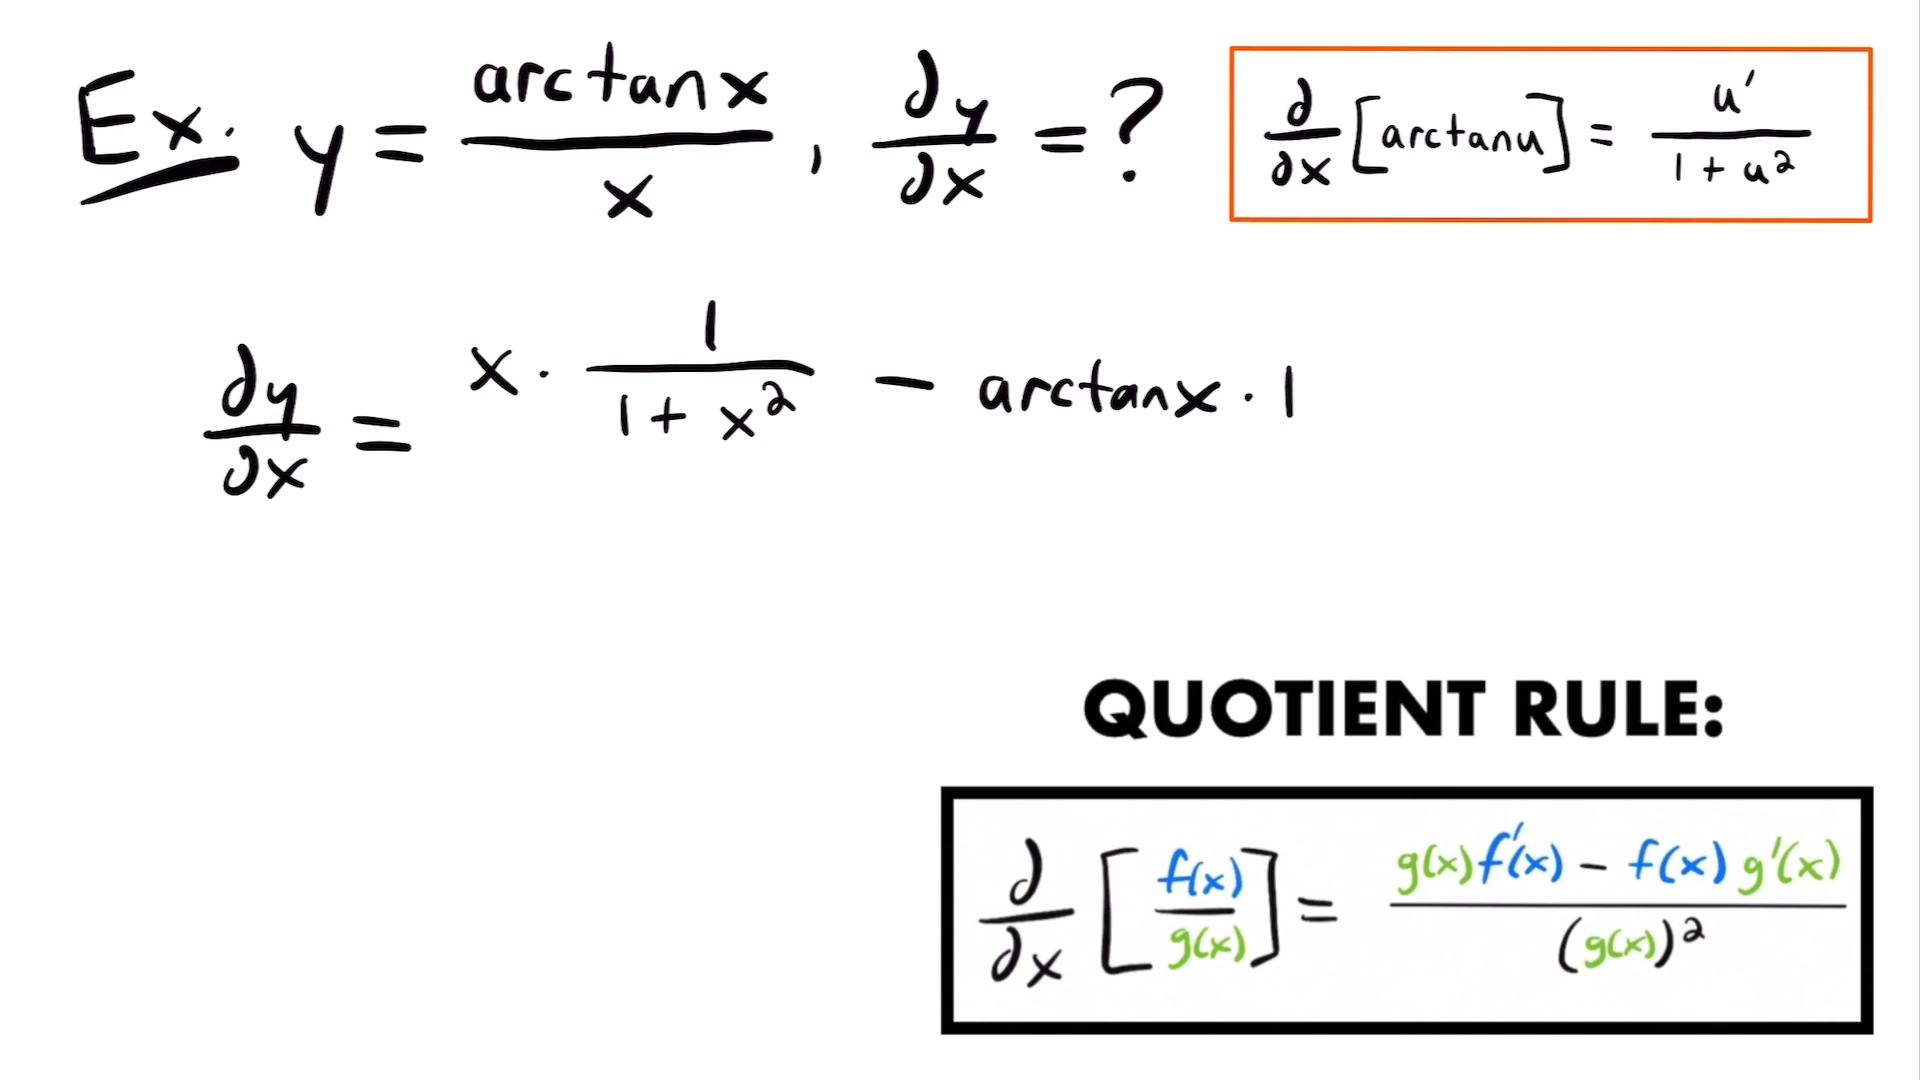 Ex. y = arctanx / x , dy/dx = ?
d/dx [arctanu] = u' / 1 + u²
dy/dx = x · 1 / 1 + x² − arctanx · 1
QUOTIENT RULE:
d/dx [f(x) / g(x)] = g(x)f'(x) − f(x)g'(x) / (g(x))²